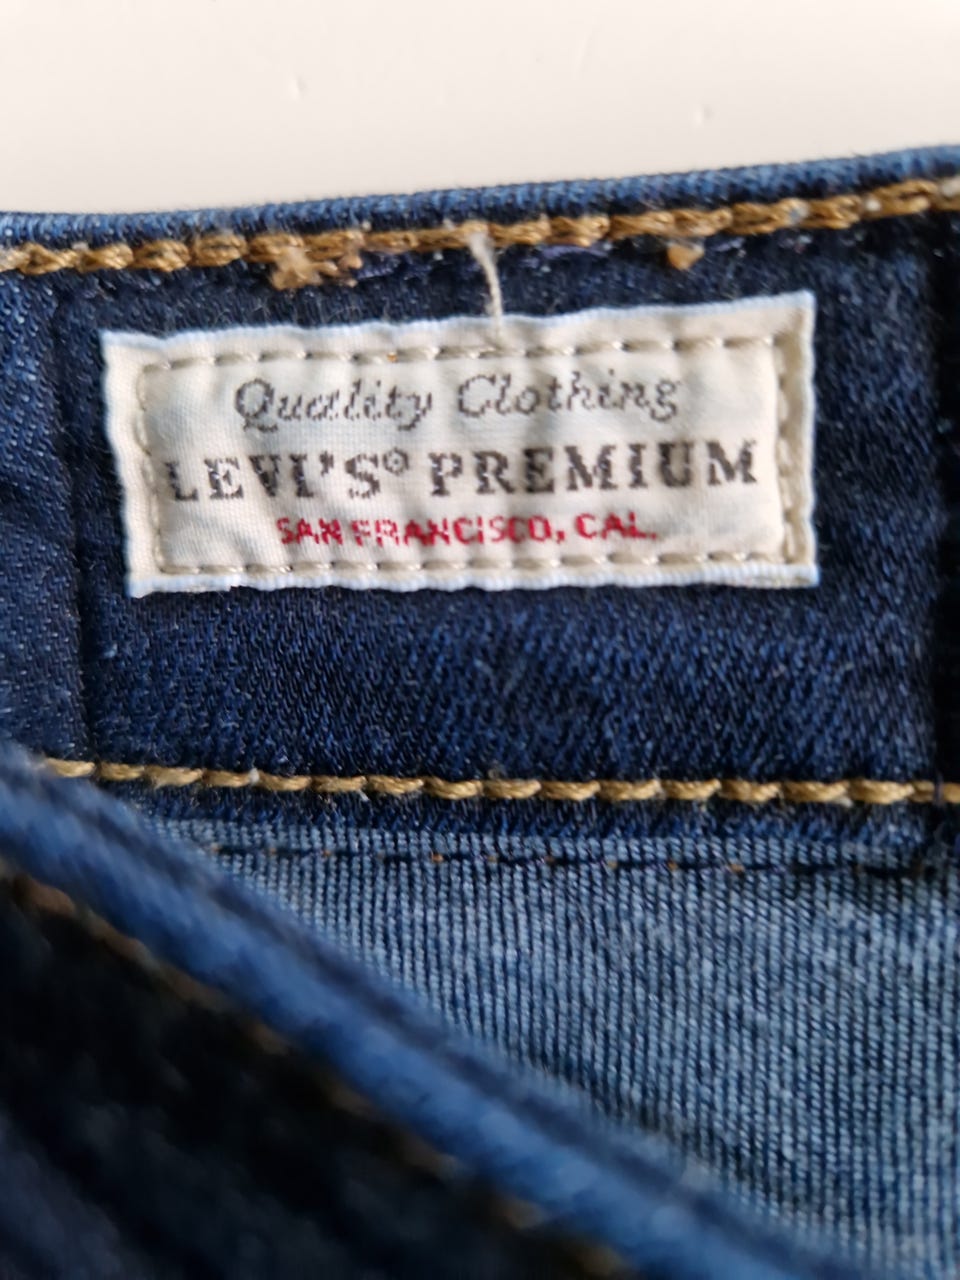 Quality Clothing
LEVI'S® PREMIUM
SAN FRANCISCO, CAL.